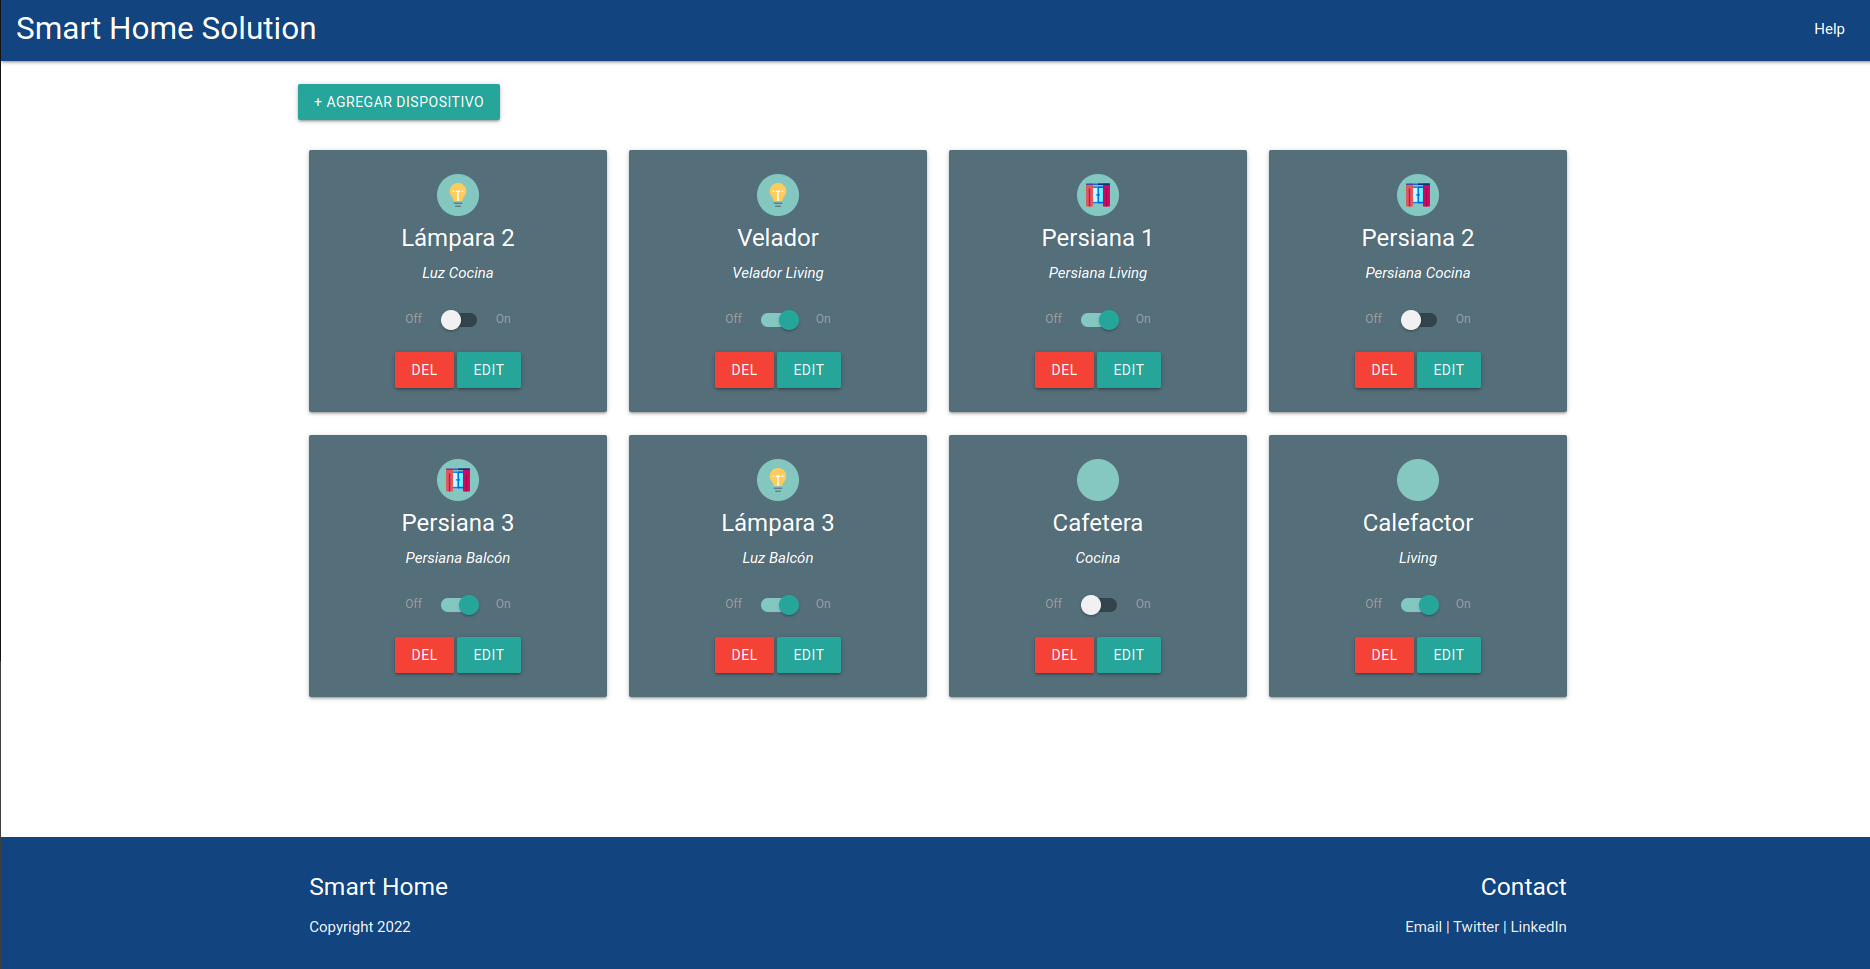 Smart Home Solution
Help
+ AGREGAR DISPOSITIVO
Lámpara 2
Luz Cocina
Off On
DEL EDIT
Velador
Velador Living
Off On
DEL EDIT
Persiana 1
Persiana Living
Off On
DEL EDIT
Persiana 2
Persiana Cocina
Off On
DEL EDIT
Persiana 3
Persiana Balcón
Off On
DEL EDIT
Lámpara 3
Luz Balcón
Off On
DEL EDIT
Cafetera
Cocina
Off On
DEL EDIT
Calefactor
Living
Off On
DEL EDIT
Smart Home
Copyright 2022
Contact
Email | Twitter | LinkedIn